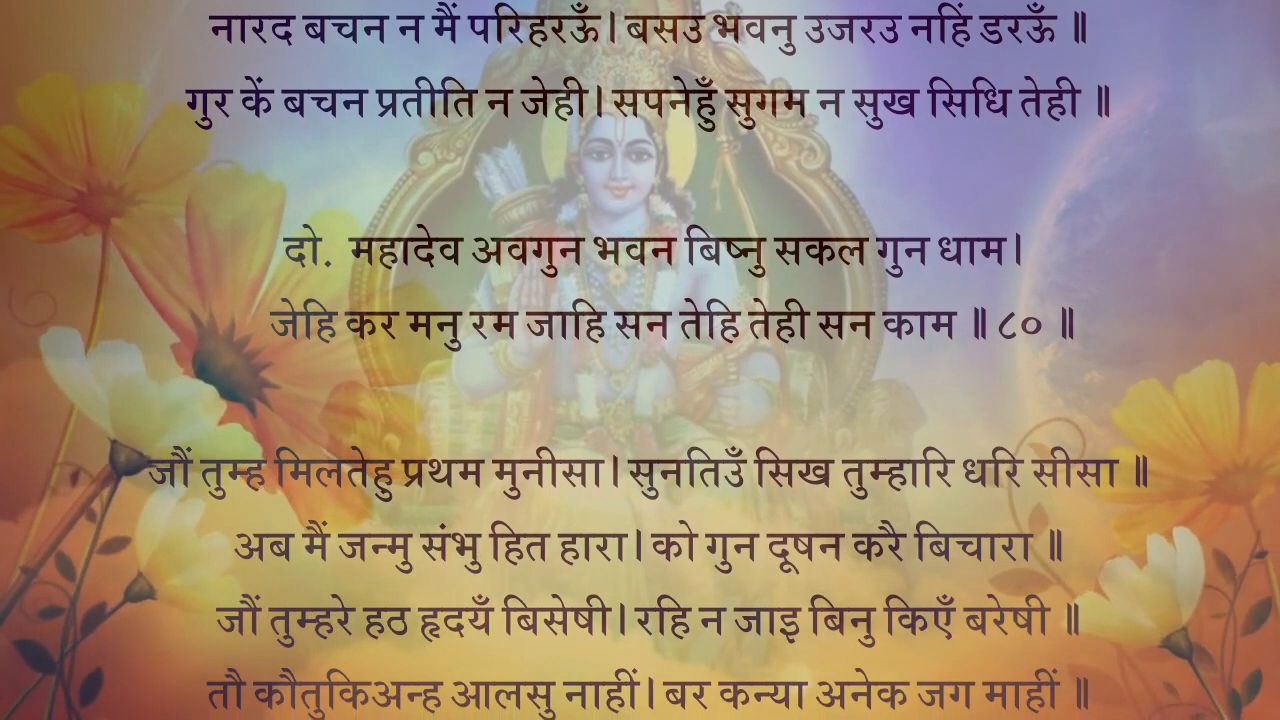 नारद बचन न मैं परिहरऊँ। बसउ भवनु उजरउ नहिं डरऊँ ॥
गुर कें बचन प्रतीति न जेही। सपनेहुँ सुगम न सुख सिधि तेही ॥
दो. महादेव अवगुन भवन बिष्नु सकल गुन धाम।
जेहि कर मनु रम जाहि सन तेहि तेही सन काम ॥ ८० ॥
जौं तुम्ह मिलतेहु प्रथम मुनीसा। सुनतिउँ सिख तुम्हारि धरि सीसा ॥
अब मैं जन्मु संभु हित हारा। को गुन दूषन करै बिचारा ॥
जौं तुम्हरे हठ हृदयँ बिसेषी। रहि न जाइ बिनु किएँ बरेषी ॥
तौ कौतुकिअन्ह आलसु नाहीं। बर कन्या अनेक जग माहीं ॥